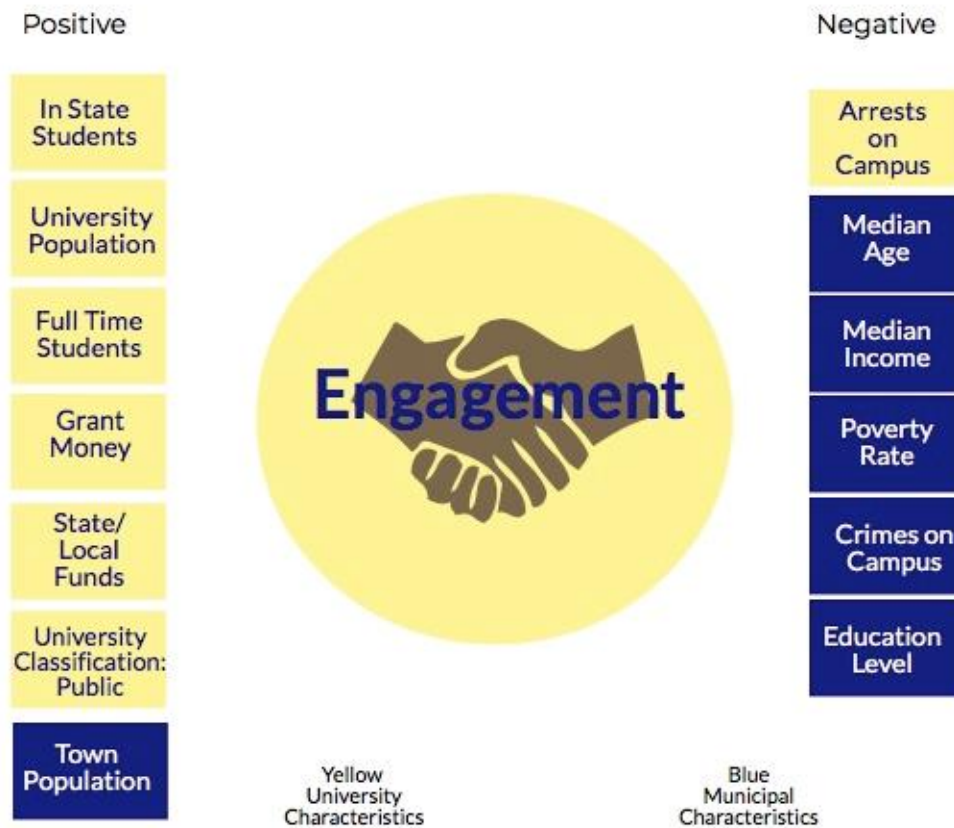 Positive
Negative
In State
Students
University
Population
Full Time
Students
Grant
Money
State/
Local
Funds
University
Classification:
Public
Town
Population
Engagement
Arrests
on
Campus
Median
Age
Median
Income
Poverty
Rate
Crimes on
Campus
Education
Level
Yellow
University
Characteristics
Blue
Municipal
Characteristics